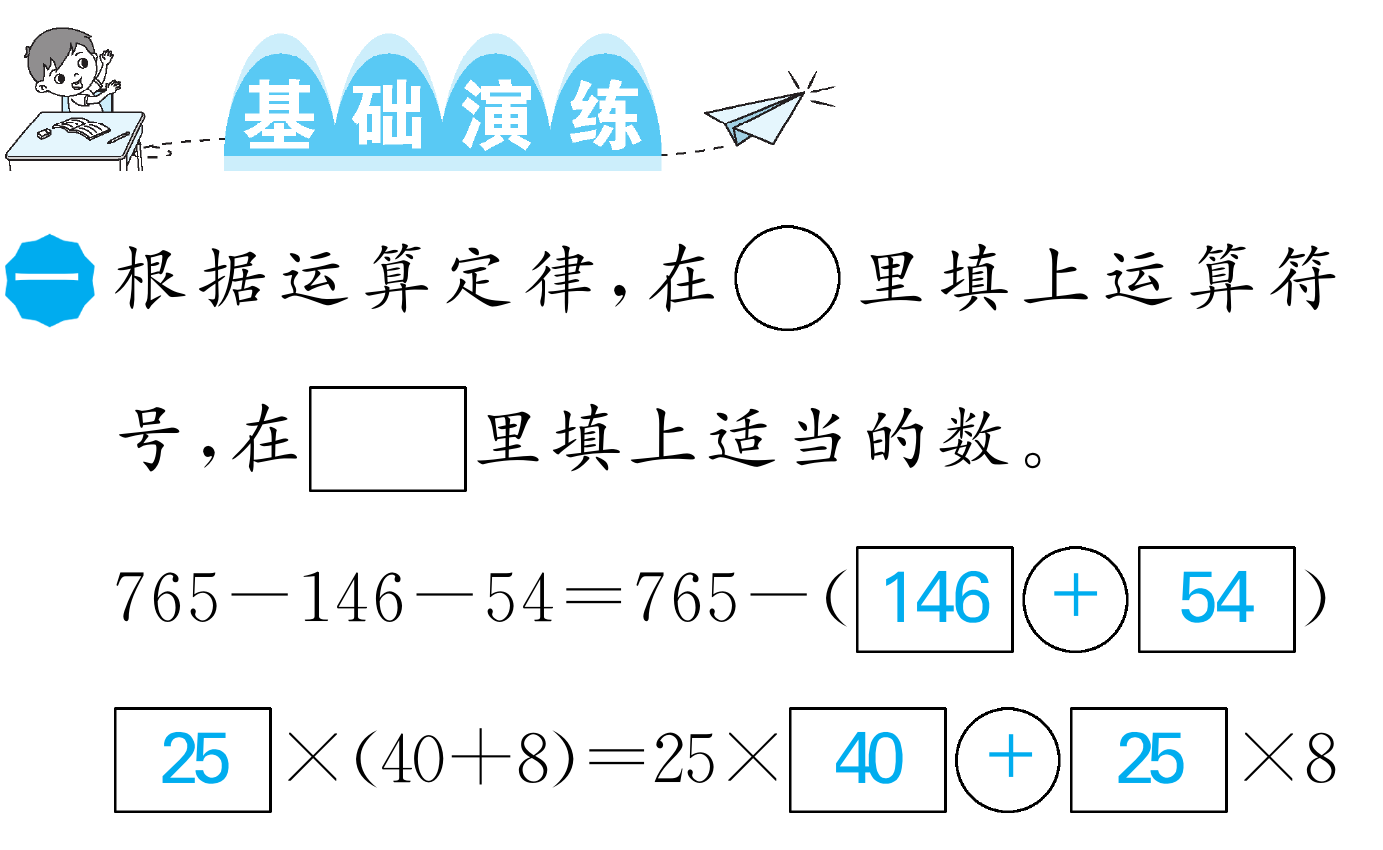 基础演练
一 根据运算定律,在○里填上运算符
号,在□里填上适当的数。
765-146-54=765-(146+54)
25×(40+8)=25×40+25×8